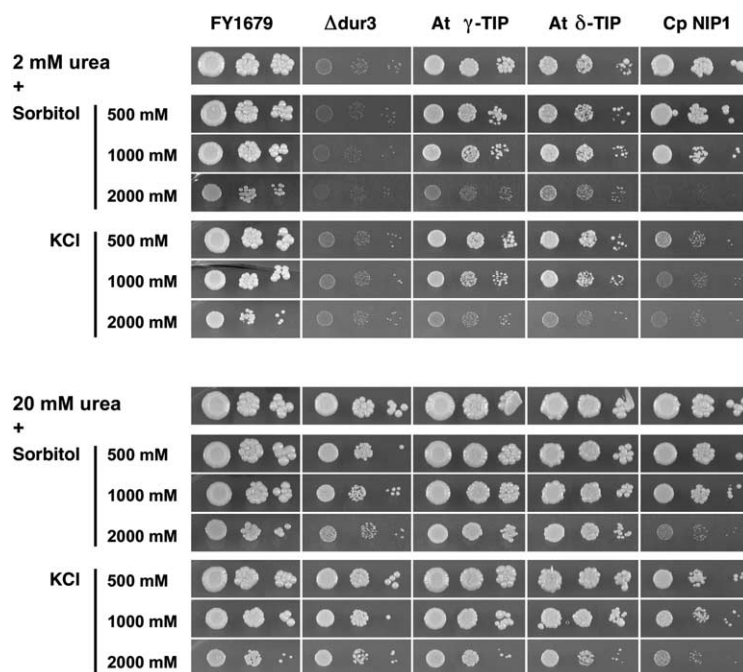 FY1679 Δdur3 At γ-TIP At δ-TIP Cp NIP1
2 mM urea
+
Sorbitol 500 mM
1000 mM
2000 mM
KCl 500 mM
1000 mM
2000 mM
20 mM urea
+
Sorbitol 500 mM
1000 mM
2000 mM
KCl 500 mM
1000 mM
2000 mM